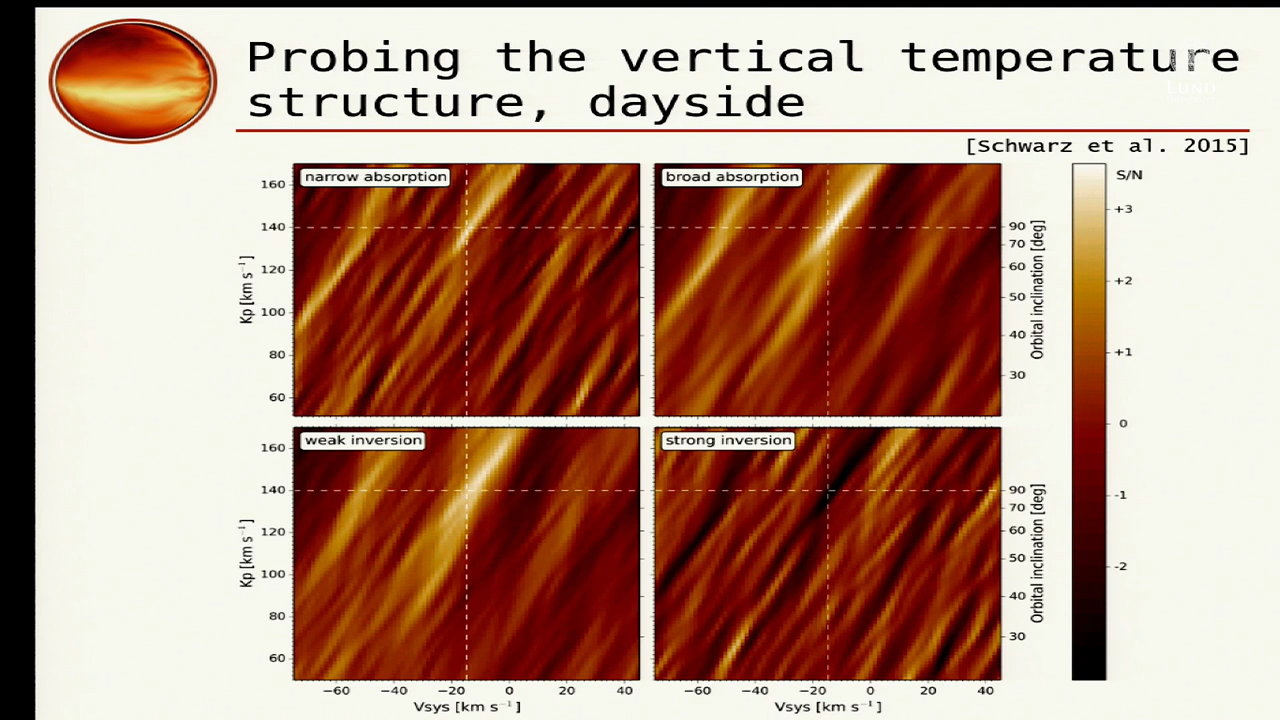 Probing the vertical temperature
structure, dayside
LUND
[Schwarz et al. 2015]
narrow absorption
broad absorption
S/N
160
140
120
100
80
60
Kp [km s⁻¹]
90
70
60
50
40
30
Orbital inclination [deg]
+3
+2
+1
0
-1
-2
weak inversion
strong inversion
160
140
120
100
80
60
Kp [km s⁻¹]
90
70
60
50
40
30
Orbital inclination [deg]
−60 −40 −20 0 20 40
−60 −40 −20 0 20 40
Vsys [km s⁻¹]
Vsys [km s⁻¹]